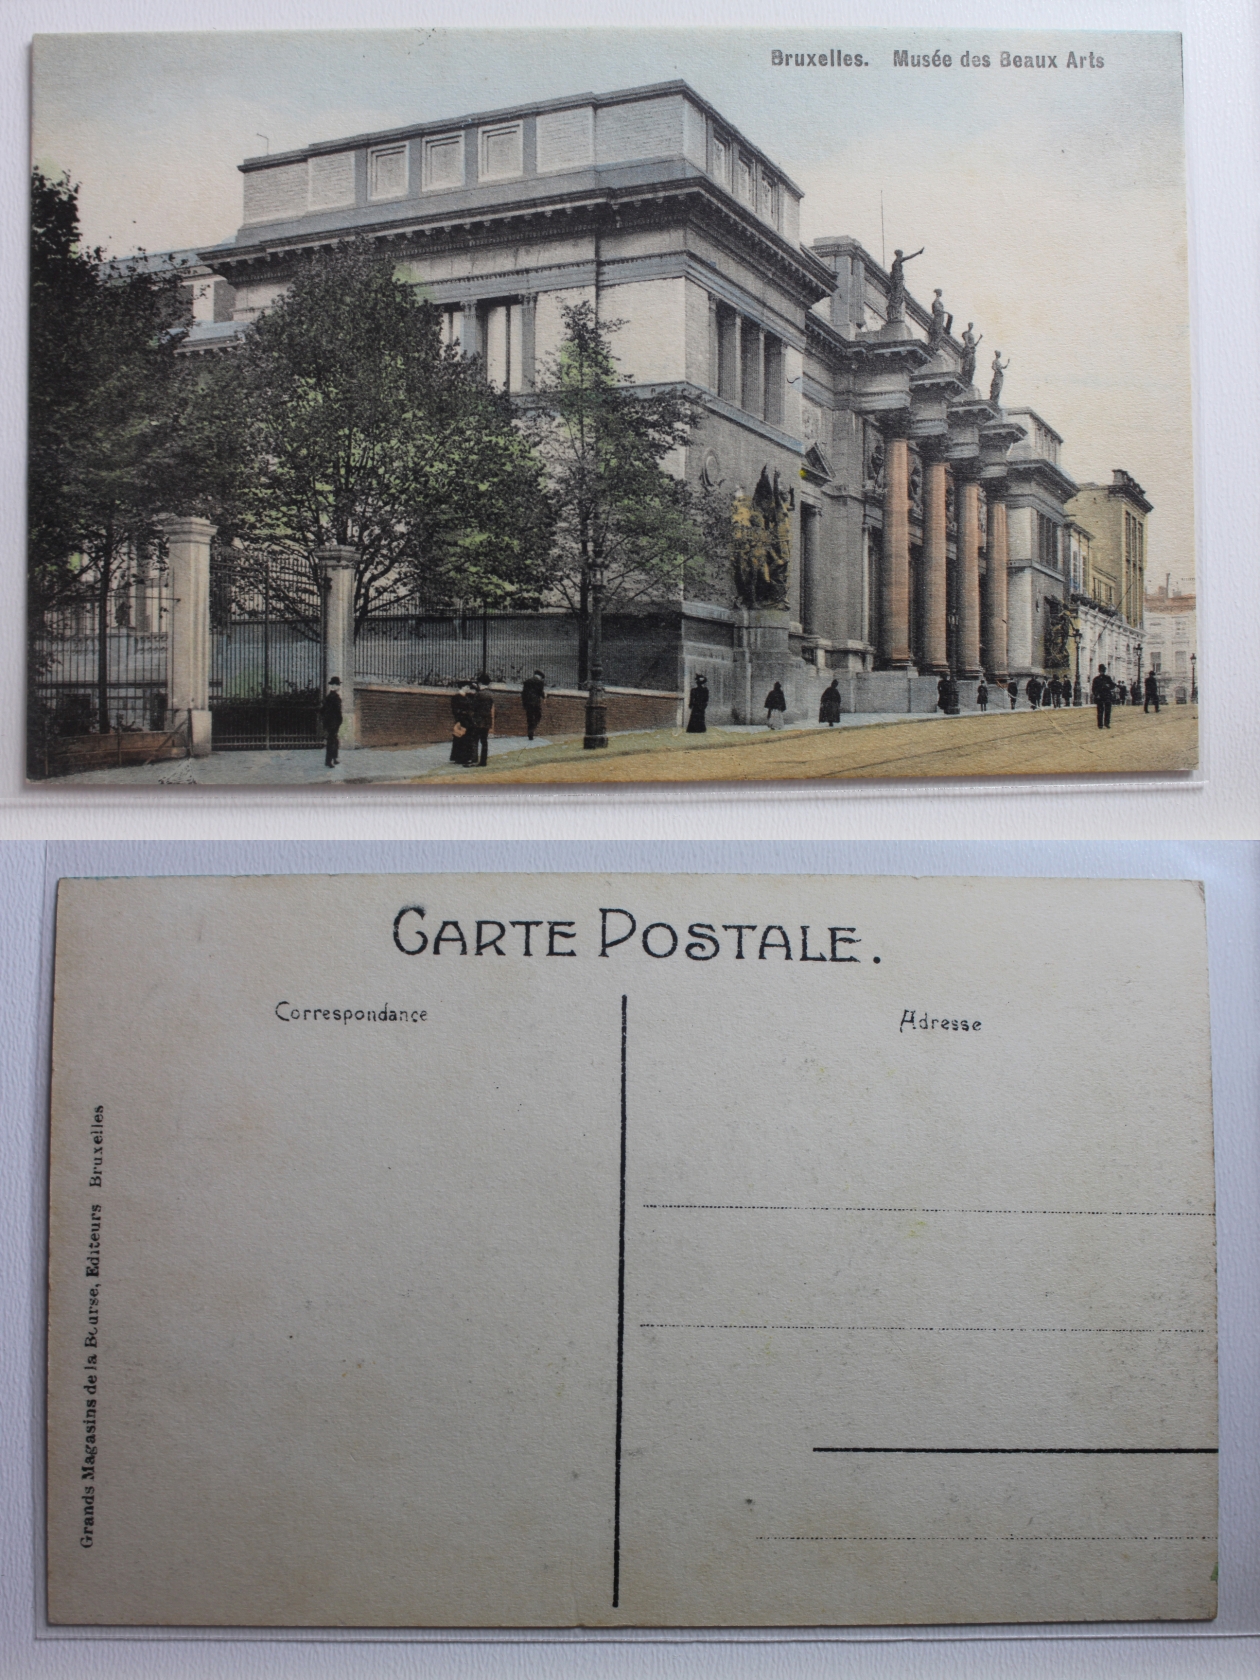 Bruxelles. Musée des Beaux Arts
CARTE POSTALE.
Correspondance
Adresse
Grands Magasins de la Bourse, Editeurs Bruxelles